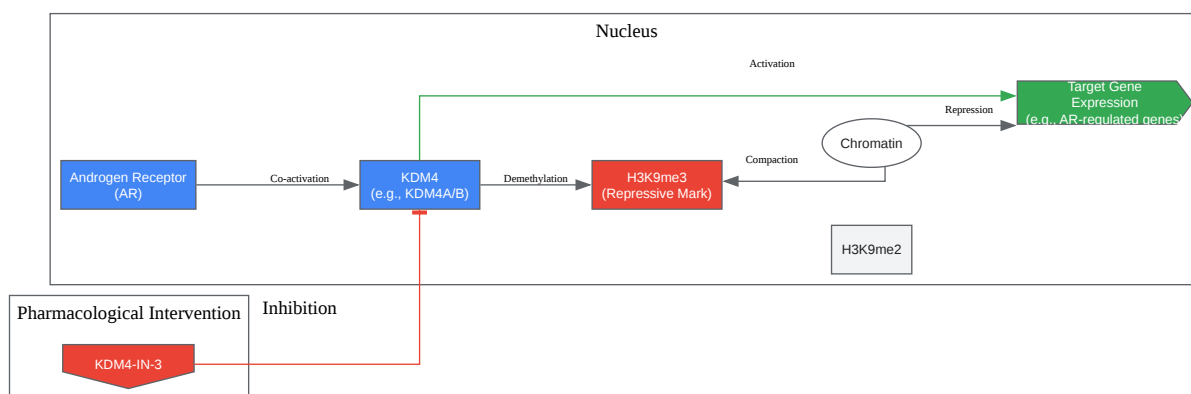 Nucleus
Activation
Target Gene
Expression
(e.g., AR-regulated genes)
Repression
Chromatin
Compaction
Androgen Receptor
(AR)
Co-activation
KDM4
(e.g., KDM4A/B)
Demethylation
H3K9me3
(Repressive Mark)
H3K9me2
Pharmacological Intervention
Inhibition
KDM4-IN-3